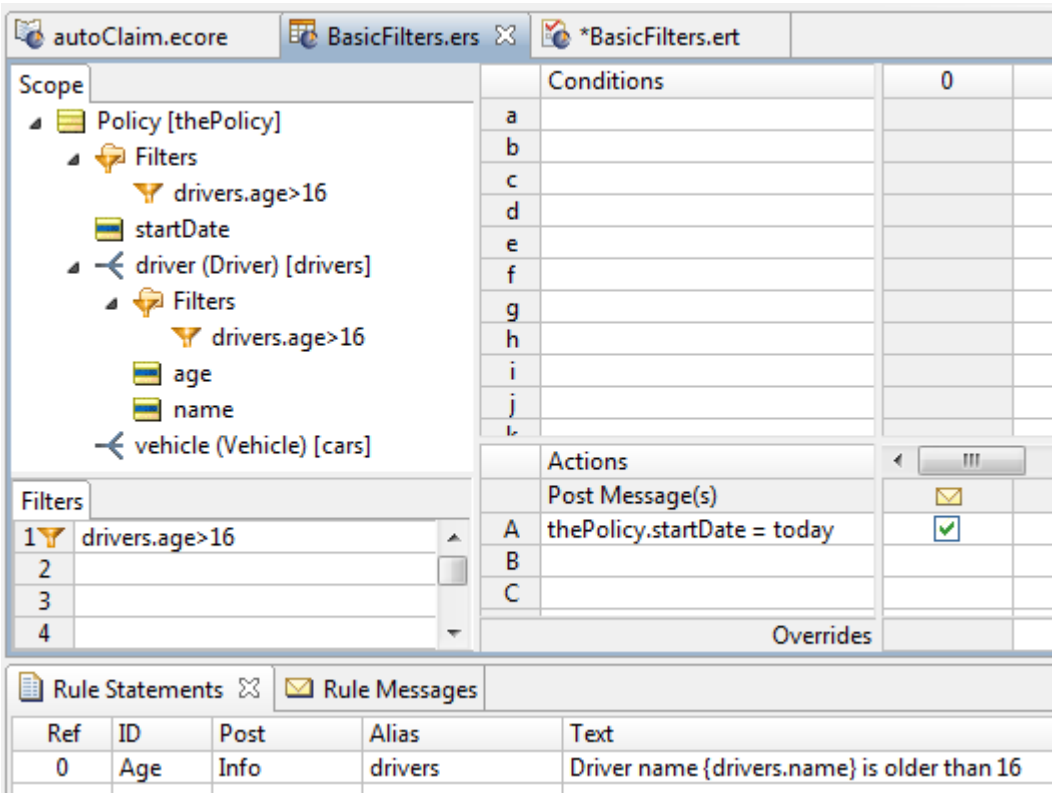 autoClaim.ecore BasicFilters.ers *BasicFilters.ert
Scope
Policy [thePolicy]
Filters
drivers.age>16
startDate
driver (Driver) [drivers]
Filters
drivers.age>16
age
name
vehicle (Vehicle) [cars]
Filters
1 drivers.age>16
2
3
4
Conditions 0
a
b
c
d
e
f
g
h
i
j
k
Actions
Post Message(s)
A thePolicy.startDate = today
B
C
Overrides
Rule Statements Rule Messages
Ref ID Post Alias Text
0 Age Info drivers Driver name {drivers.name} is older than 16